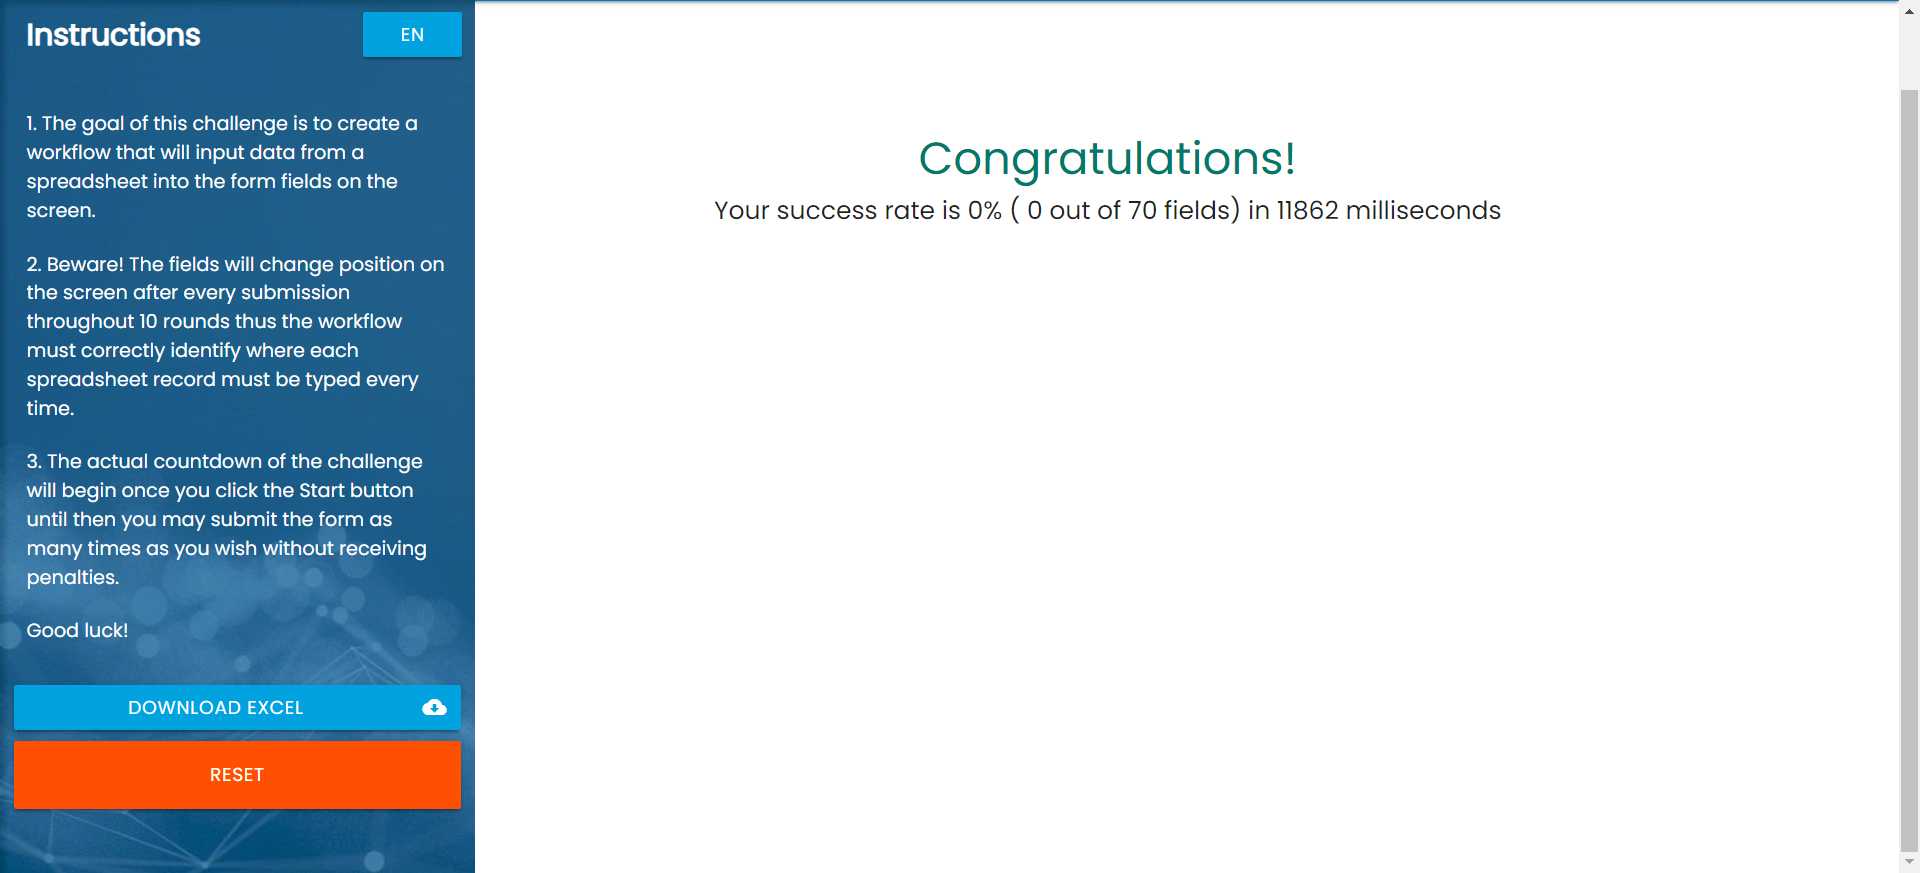 Instructions
EN
1. The goal of this challenge is to create a
workflow that will input data from a
spreadsheet into the form fields on the
screen.
2. Beware! The fields will change position on
the screen after every submission
throughout 10 rounds thus the workflow
must correctly identify where each
spreadsheet record must be typed every
time.
3. The actual countdown of the challenge
will begin once you click the Start button
until then you may submit the form as
many times as you wish without receiving
penalties.
Good luck!
DOWNLOAD EXCEL
RESET
Congratulations!
Your success rate is 0% ( 0 out of 70 fields) in 11862 milliseconds